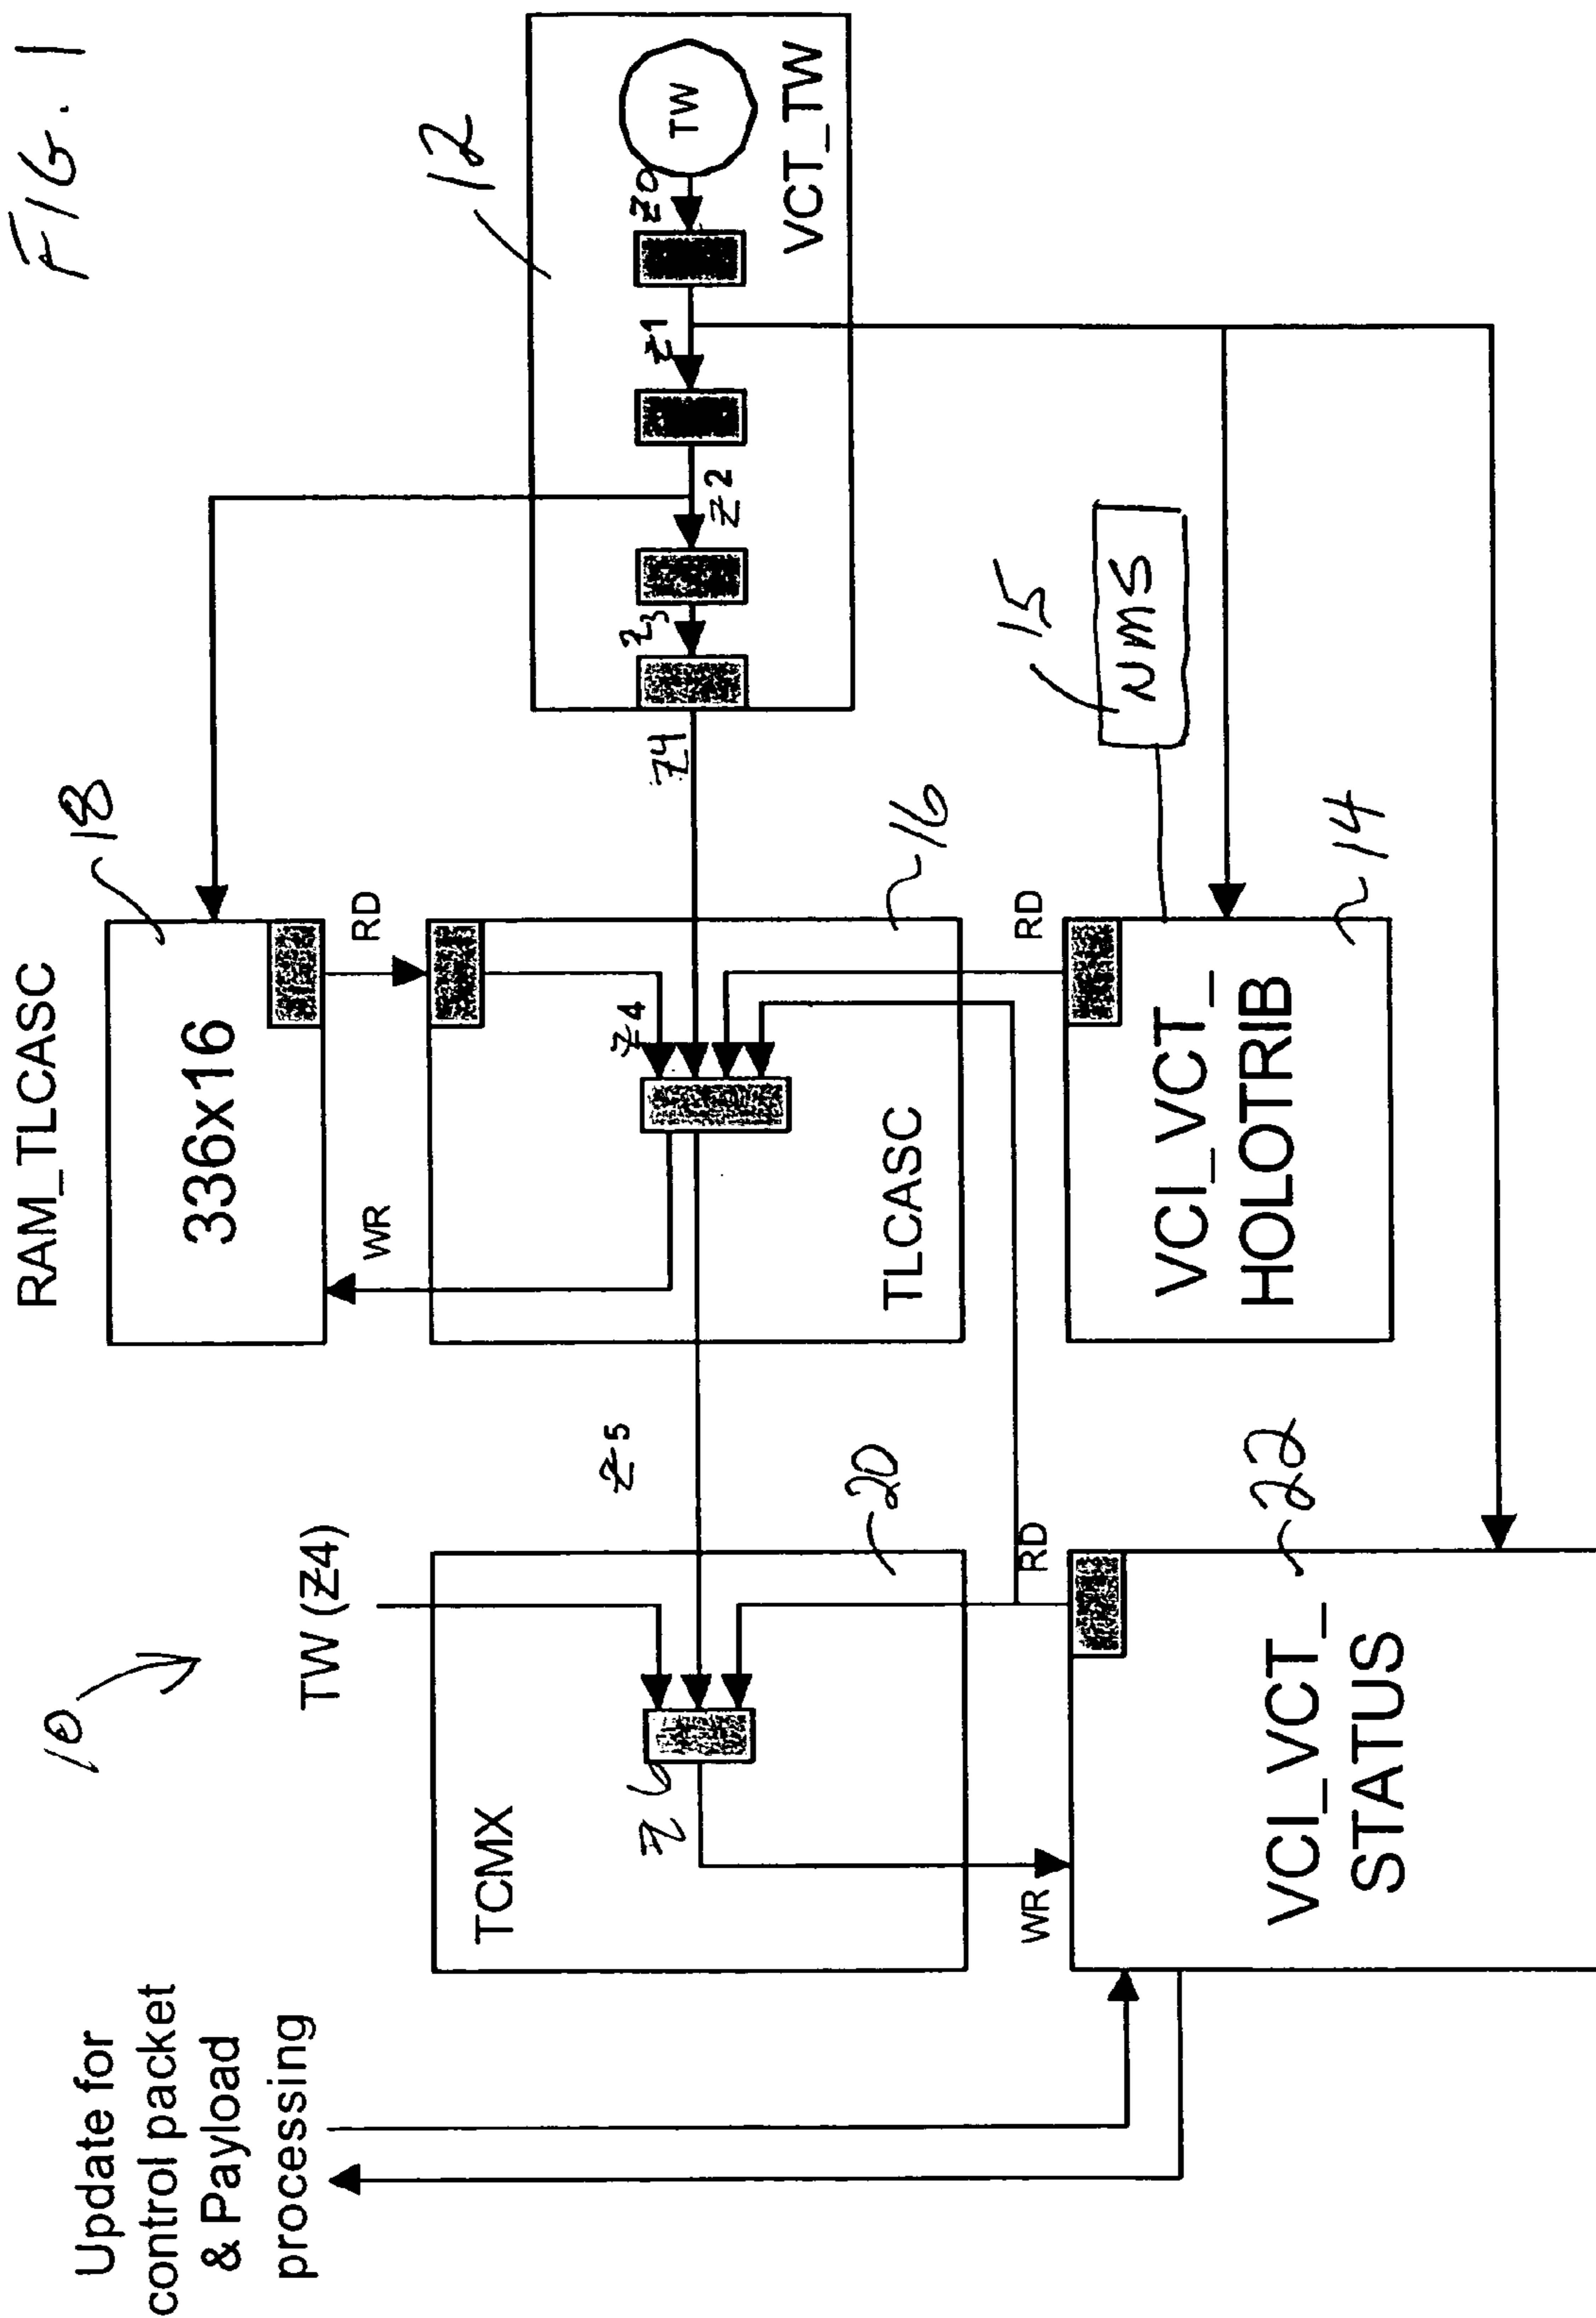 FIG. 1
10
Update for
control packet
& Payload
processing
TW (Z4)
TCMX
Z6
20
WR
RD
VCI_VCT_
STATUS
22
Z5
RAM_TLCASC
336x16
18
WR
RD
TLCASC
Z4
16
RD
VCI_VCT_
HOLOTRIB
14
15
NMS
Z4
Z3
Z2
Z1
Z0
TW
VCT_TW
12